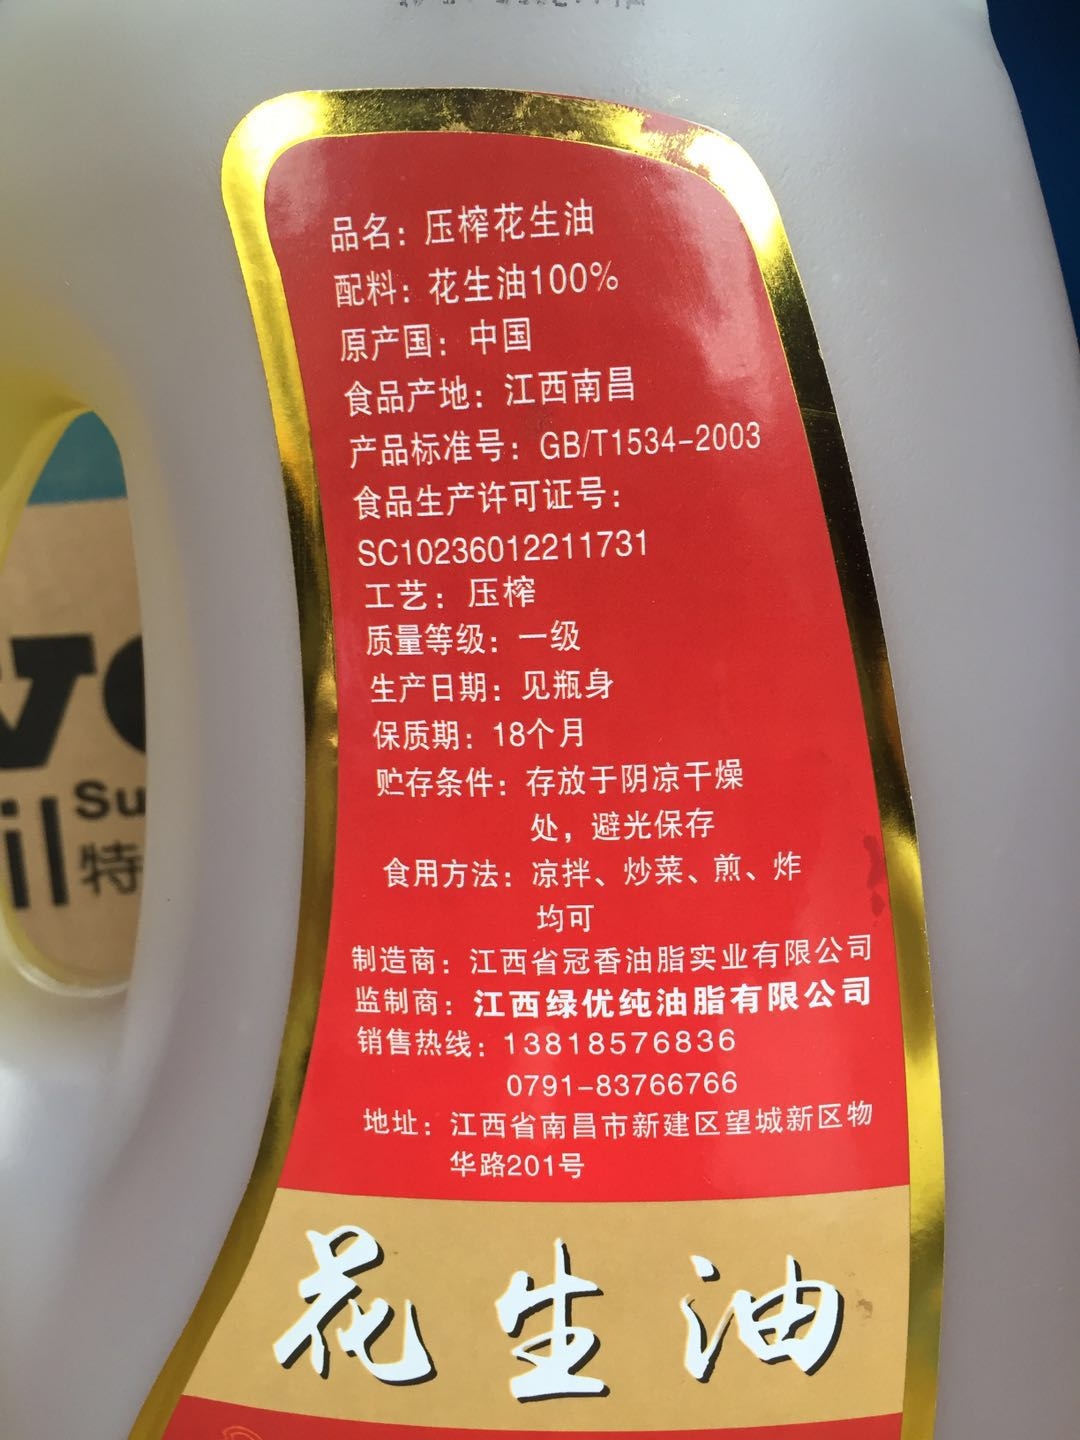 品名：压榨花生油
配料：花生油100%
原产国：中国
食品产地：江西南昌
产品标准号：GB/T1534-2003
食品生产许可证号：
SC10236012211731
工艺：压榨
质量等级：一级
生产日期：见瓶身
保质期：18个月
贮存条件：存放于阴凉干燥
处，避光保存
食用方法：凉拌、炒菜、煎、炸
均可
制造商：江西省冠香油脂实业有限公司
监制商：江西绿优纯油脂有限公司
销售热线：13818576836
0791-83766766
地址：江西省南昌市新建区望城新区物
华路201号
花生油
Su
特